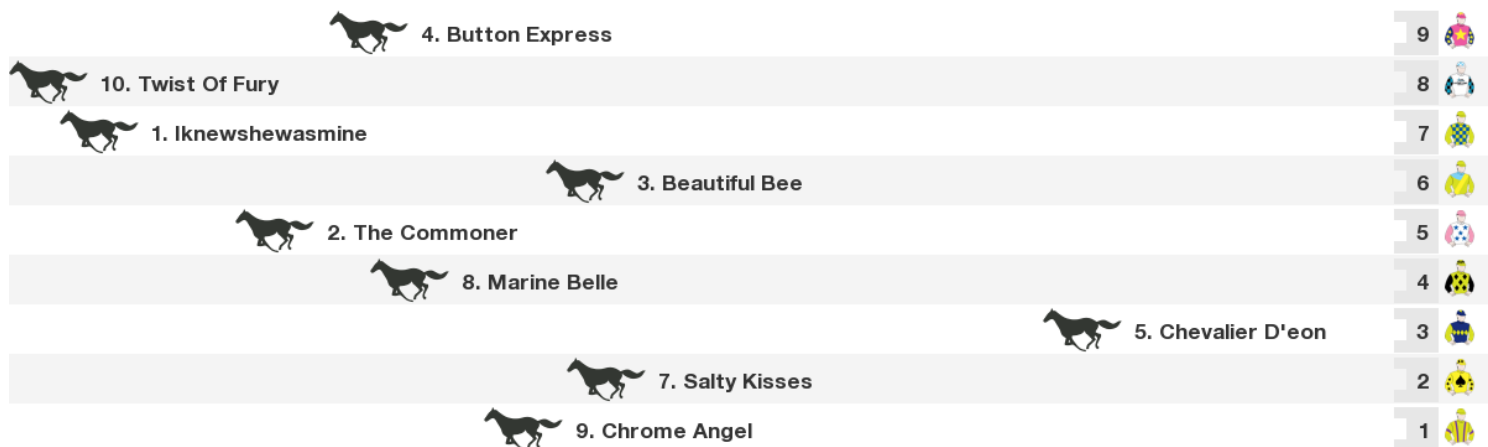 4. Button Express 9
10. Twist Of Fury 8
1. Iknewshewasmine 7
3. Beautiful Bee 6
2. The Commoner 5
8. Marine Belle 4
5. Chevalier D'eon 3
7. Salty Kisses 2
9. Chrome Angel 1